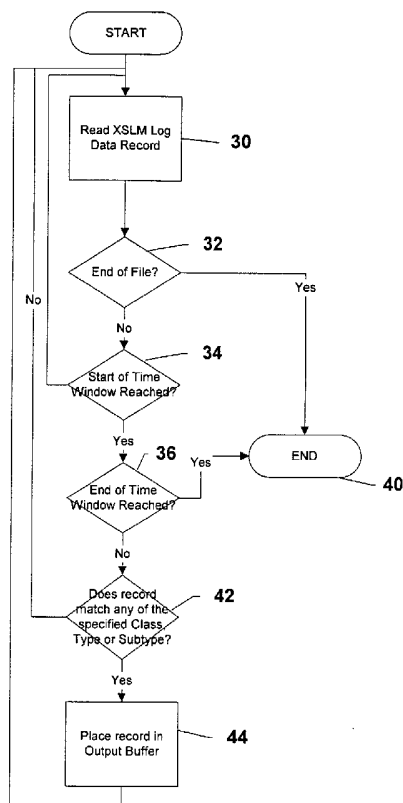 START
Read XSLM Log
Data Record
30
32
End of File?
Yes
No
No
34
Start of Time
Window Reached?
Yes
36
Yes
End of Time
Window Reached?
END
40
No
Does record
match any of the
specified Class,
Type or Subtype?
42
Yes
Place record in
Output Buffer
44